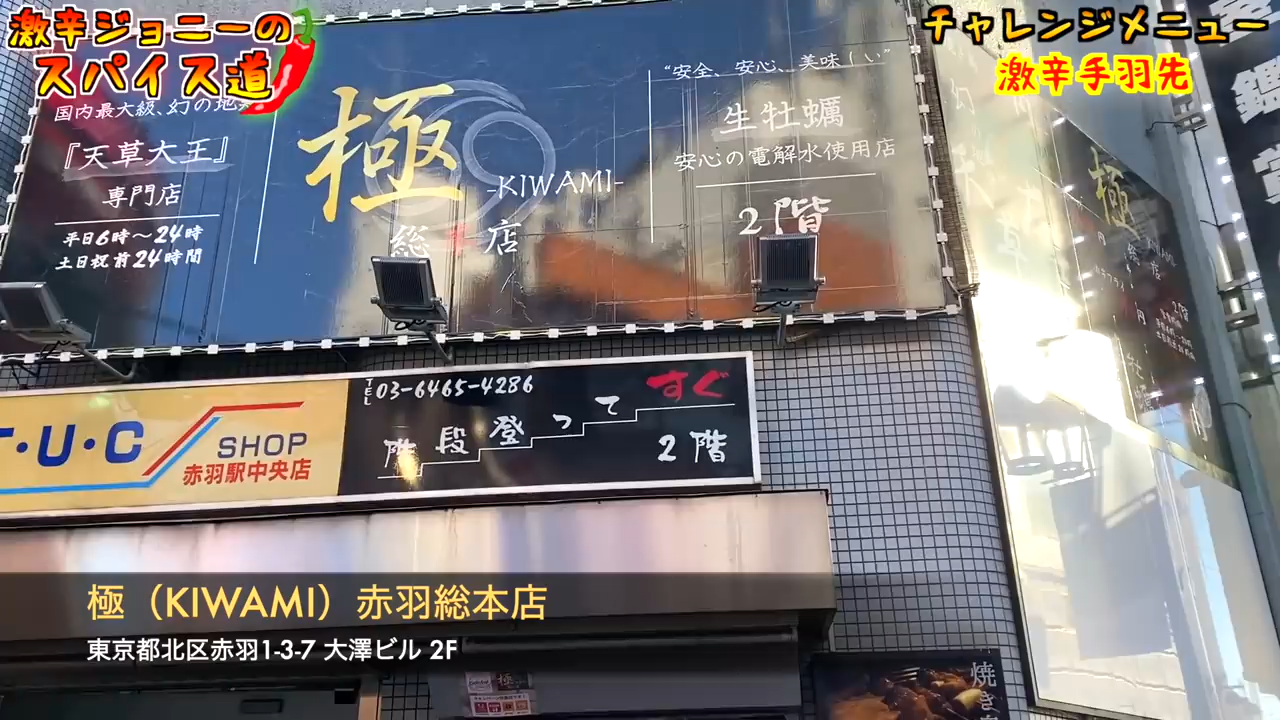 激辛ジョニーの
スパイス道
チャレンジメニュー
激辛手羽先
国内最大級、幻の地
『天草大王』
専門店
平日6時～24時
土日祝前24時間
極
-KIWAMI-
総
店
"安全、安心、美味しい"
生牡蠣
安心の電解水使用店
2階
極
T・U・C
SHOP
赤羽駅中央店
TEL 03-6465-4286
階段登ってすぐ
2階
極（KIWAMI）赤羽総本店
東京都北区赤羽1-3-7 大澤ビル 2F
焼き